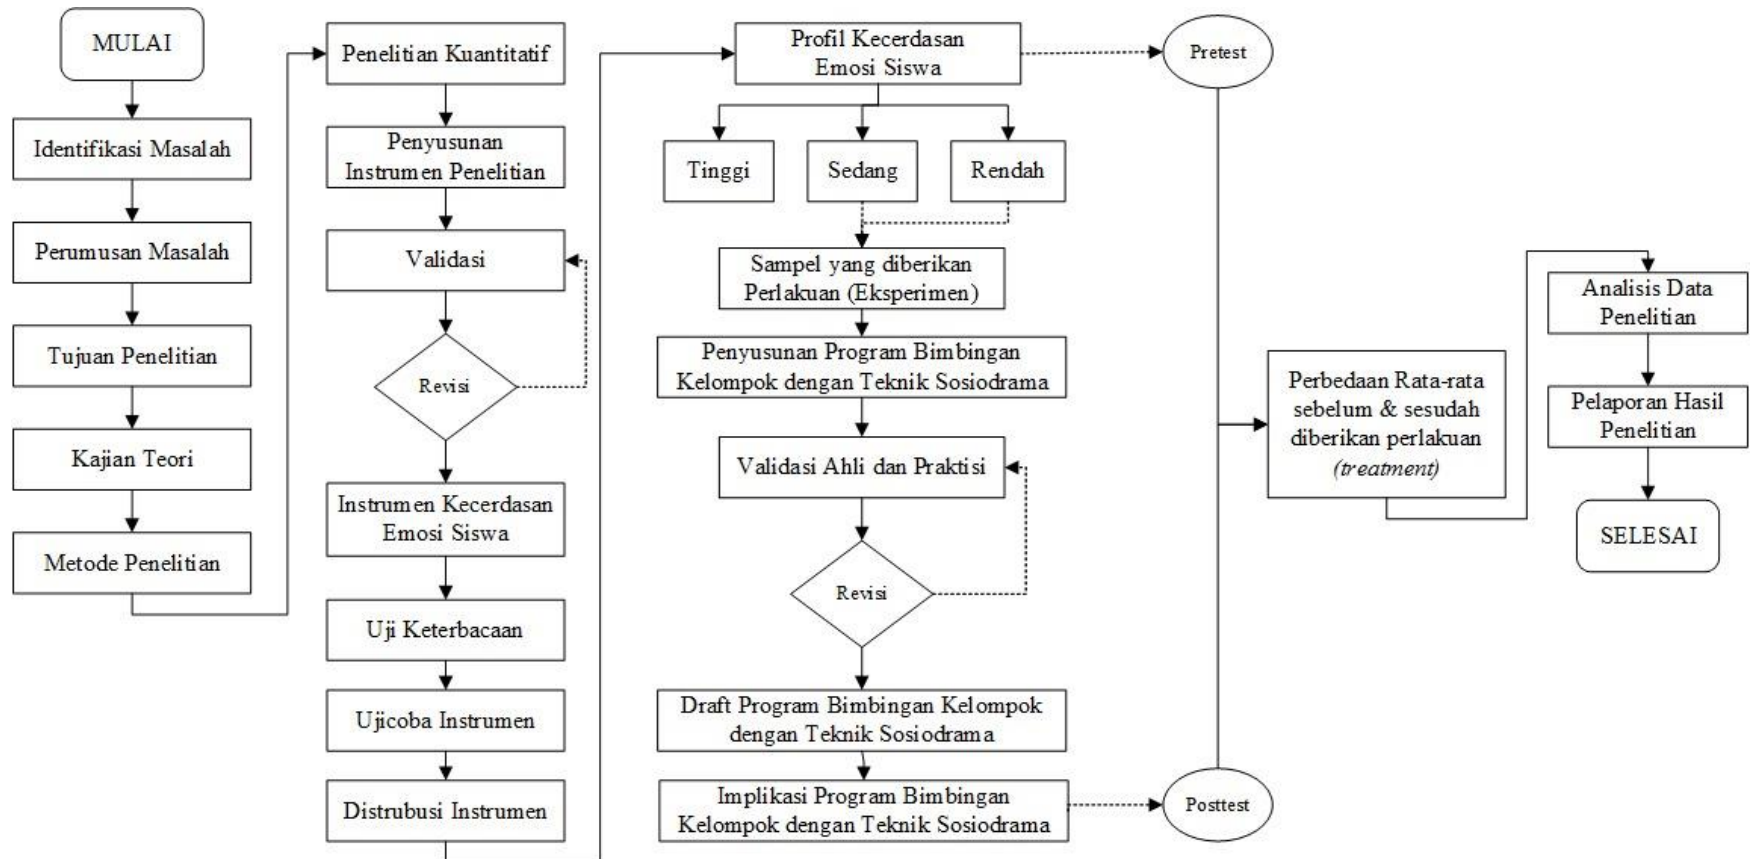 MULAI
Identifikasi Masalah
Perumusan Masalah
Tujuan Penelitian
Kajian Teori
Metode Penelitian
Penelitian Kuantitatif
Penyusunan
Instrumen Penelitian
Validasi
Revisi
Instrumen Kecerdasan
Emosi Siswa
Uji Keterbacaan
Ujicoba Instrumen
Distrubusi Instrumen
Profil Kecerdasan
Emosi Siswa
Tinggi
Sedang
Rendah
Sampel yang diberikan
Perlakuan (Eksperimen)
Penyusunan Program Bimbingan
Kelompok dengan Teknik Sosiodrama
Validasi Ahli dan Praktisi
Revisi
Draft Program Bimbingan Kelompok
dengan Teknik Sosiodrama
Implikasi Program Bimbingan
Kelompok dengan Teknik Sosiodrama
Pretest
Posttest
Perbedaan Rata-rata
sebelum & sesudah
diberikan perlakuan
(treatment)
Analisis Data
Penelitian
Pelaporan Hasil
Penelitian
SELESAI